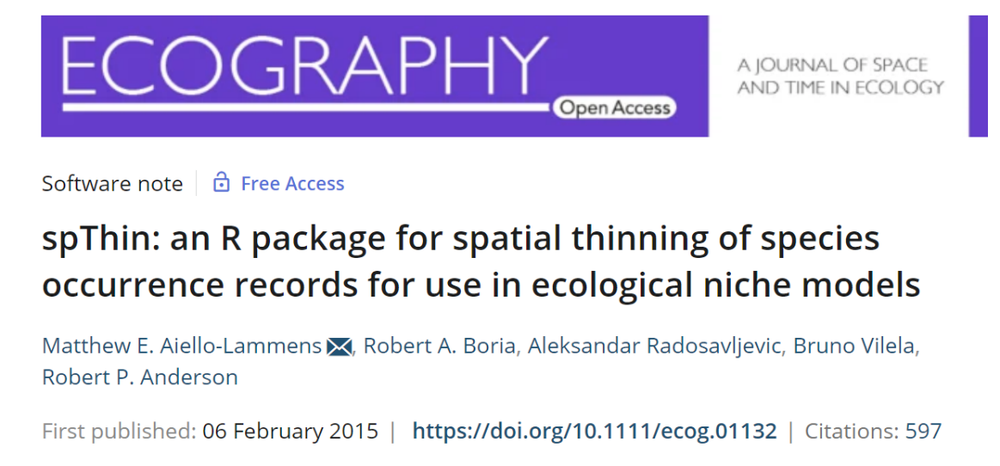 ECOGRAPHY
Open Access
A JOURNAL OF SPACE
AND TIME IN ECOLOGY
Software note
Free Access
spThin: an R package for spatial thinning of species
occurrence records for use in ecological niche models
Matthew E. Aiello-Lammens, Robert A. Boria, Aleksandar Radosavljevic, Bruno Vilela,
Robert P. Anderson
First published: 06 February 2015 | https://doi.org/10.1111/ecog.01132 | Citations: 597